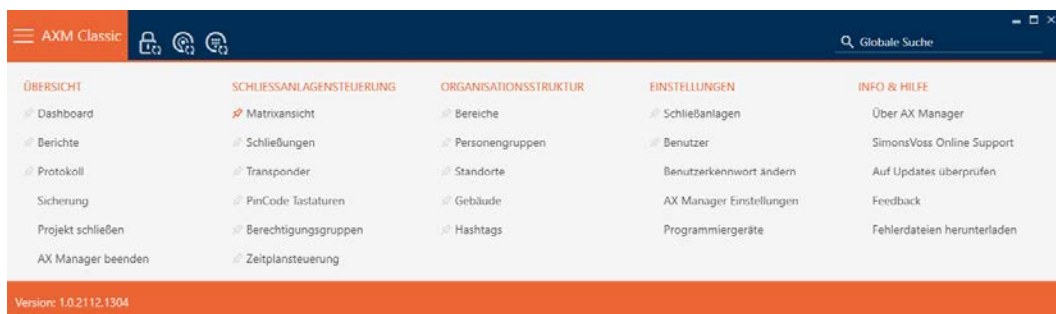 AXM Classic
Globale Suche
ÜBERSICHT
Dashboard
Berichte
Protokoll
Sicherung
Projekt schließen
AX Manager beenden
SCHLIESSANLAGENSTEUERUNG
Matrixansicht
Schließungen
Transponder
PinCode Tastaturen
Berechtigungsgruppen
Zeitplansteuerung
ORGANISATIONSSTRUKTUR
Bereiche
Personengruppen
Standorte
Gebäude
Hashtags
EINSTELLUNGEN
Schließanlagen
Benutzer
Benutzerkennwort ändern
AX Manager Einstellungen
Programmiergeräte
INFO & HILFE
Über AX Manager
SimonsVoss Online Support
Auf Updates überprüfen
Feedback
Fehlerdateien herunterladen
Version: 1.0.2112.1304